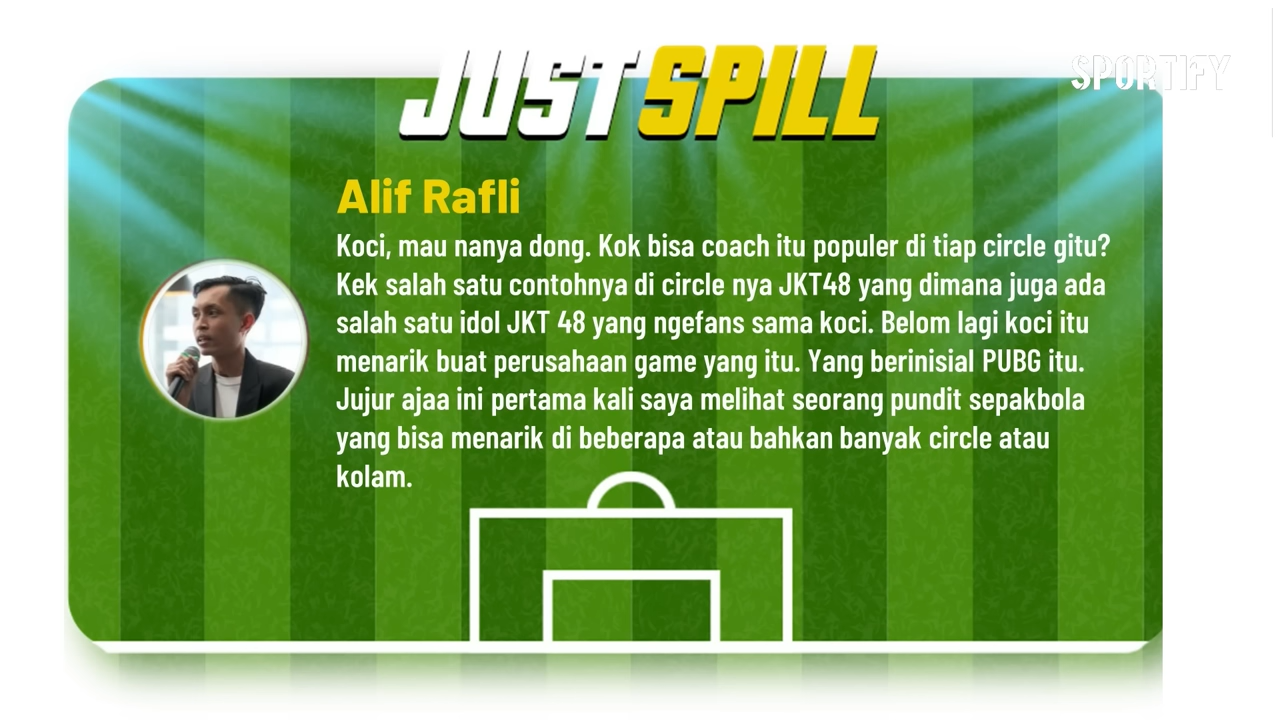 JUST SPILL
SPORTIFY
Alif Rafli
Koci, mau nanya dong. Kok bisa coach itu populer di tiap circle gitu?
Kek salah satu contohnya di circle nya JKT48 yang dimana juga ada
salah satu idol JKT 48 yang ngefans sama koci. Belom lagi koci itu
menarik buat perusahaan game yang itu. Yang berinisial PUBG itu.
Jujur ajaa ini pertama kali saya melihat seorang pundit sepakbola
yang bisa menarik di beberapa atau bahkan banyak circle atau
kolam.